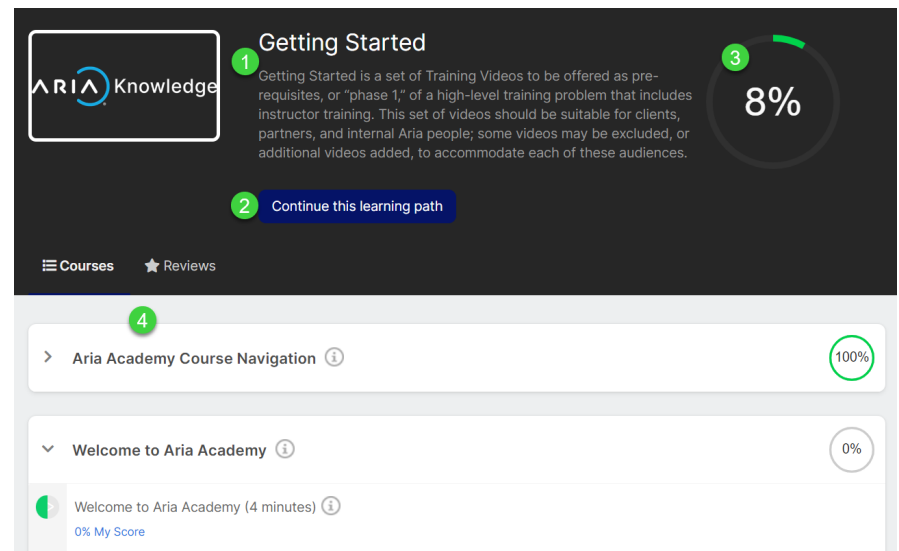 Getting Started
1
ARIA Knowledge
Getting Started is a set of Training Videos to be offered as pre-
requisites, or “phase 1,” of a high-level training problem that includes
instructor training. This set of videos should be suitable for clients,
partners, and internal Aria people; some videos may be excluded, or
additional videos added, to accommodate each of these audiences.
3
8%
2
Continue this learning path
Courses
Reviews
4
Aria Academy Course Navigation
100%
Welcome to Aria Academy
0%
Welcome to Aria Academy (4 minutes)
0% My Score